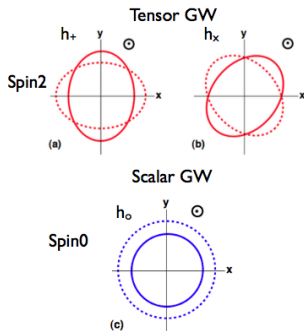 Tensor GW
h+ y hx y
Spin2 x x
(a) (b)
Scalar GW
ho y
Spin0 x
(c)